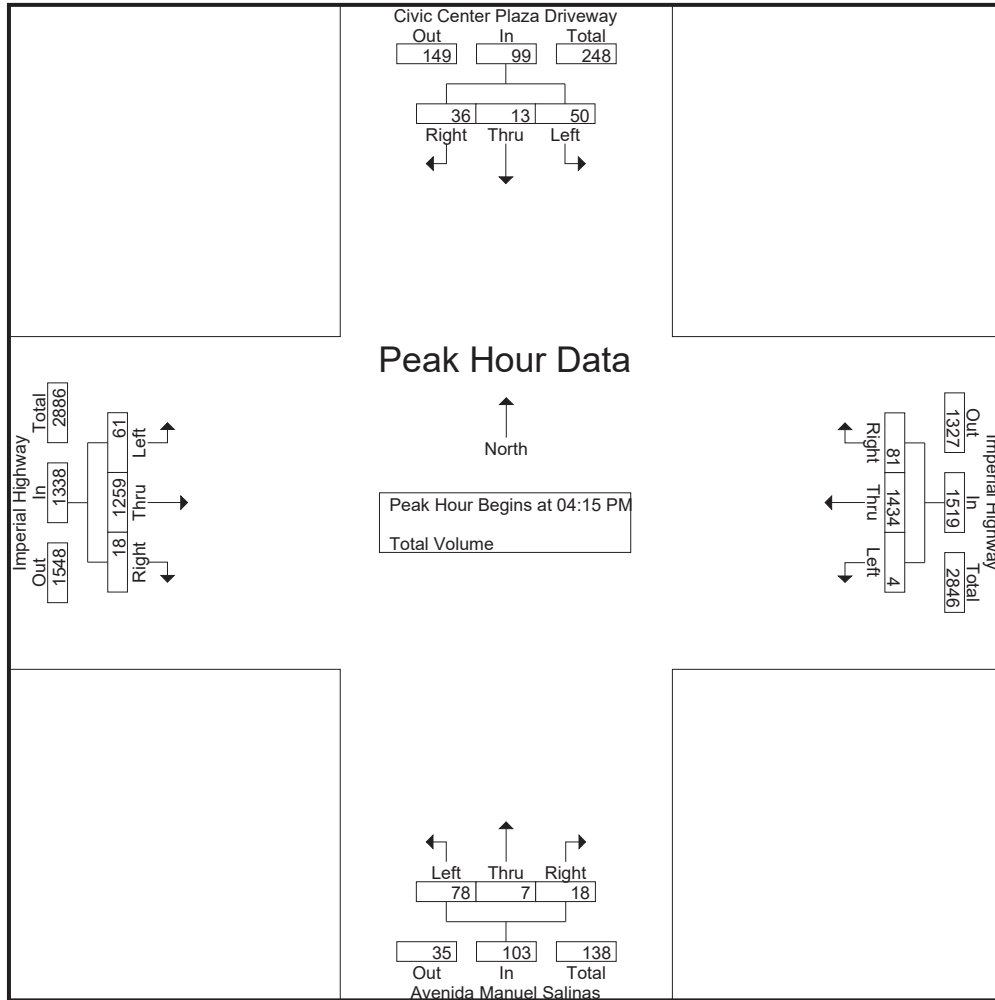 Civic Center Plaza Driveway
Out In Total
149 99 248
36 13 50
Right Thru Left
Peak Hour Data
North
Peak Hour Begins at 04:15 PM
Total Volume
Imperial Highway
Out In Total
1548 1338 2886
18 1259 61
Right Thru Left
Imperial Highway
Out In Total
1327 1519 2846
81 1434 4
Right Thru Left
Left Thru Right
78 7 18
35 103 138
Out In Total
Avenida Manuel Salinas